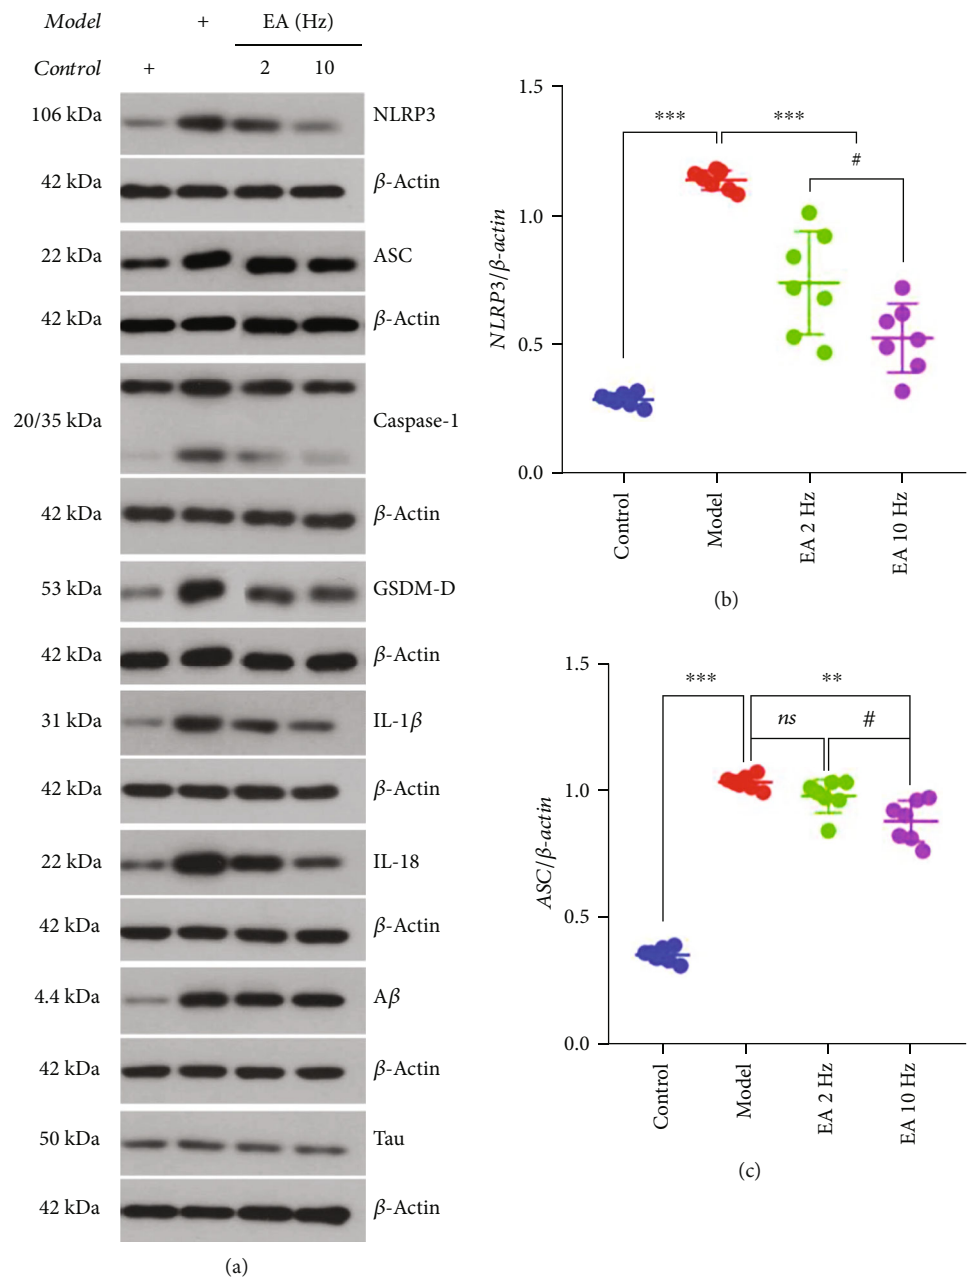 Model + EA (Hz)
Control + 2 10
106 kDa NLRP3
42 kDa β-Actin
22 kDa ASC
42 kDa β-Actin
20/35 kDa Caspase-1
42 kDa β-Actin
53 kDa GSDM-D
42 kDa β-Actin
31 kDa IL-1β
42 kDa β-Actin
22 kDa IL-18
42 kDa β-Actin
4.4 kDa Aβ
42 kDa β-Actin
50 kDa Tau
42 kDa β-Actin
(a)
1.5
1.0
0.5
0.0
NLRP3/β-actin
*** ***
#
Control
Model
EA 2 Hz
EA 10 Hz
(b)
1.5
1.0
0.5
0.0
ASC/β-actin
*** **
ns #
Control
Model
EA 2 Hz
EA 10 Hz
(c)